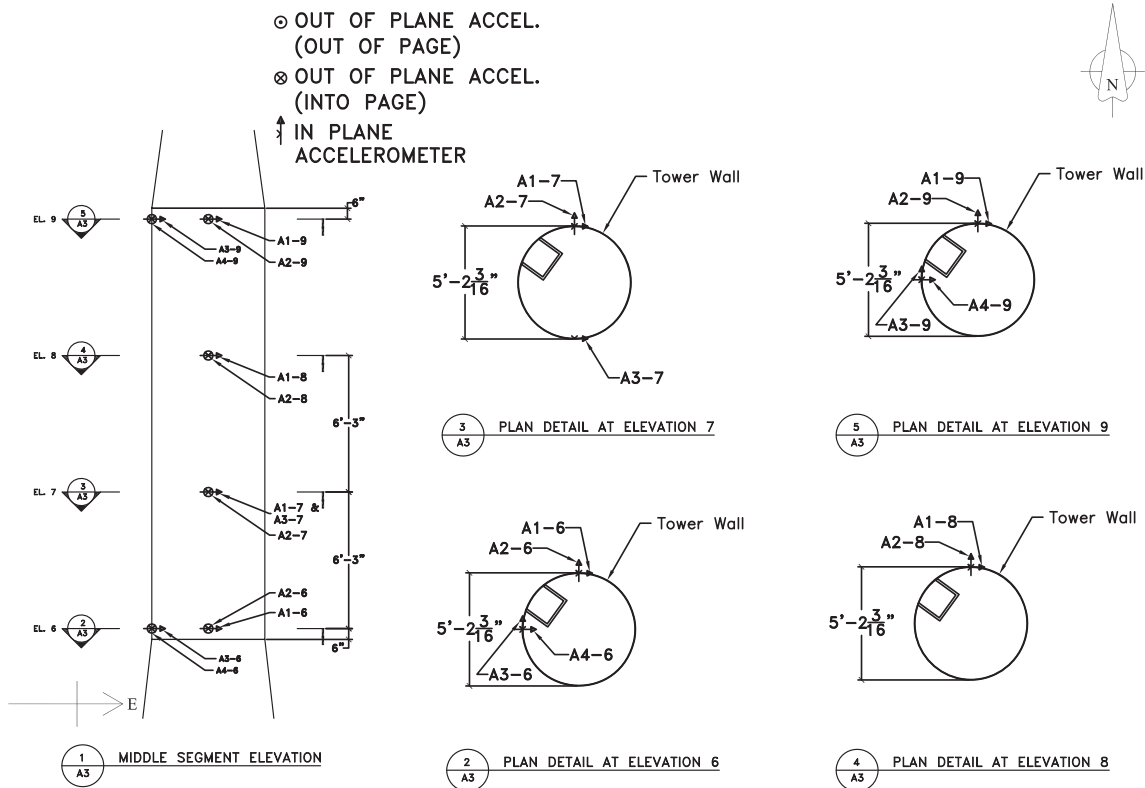 OUT OF PLANE ACCEL.
(OUT OF PAGE)
OUT OF PLANE ACCEL.
(INTO PAGE)
IN PLANE
ACCELEROMETER
N
EL. 9
5
A3
6"
A3-9
A4-9
A1-9
A2-9
EL. 8
4
A3
A1-8
A2-8
6'-3"
EL. 7
3
A3
A1-7 &
A3-7
A2-7
6'-3"
EL. 6
2
A3
A2-6
A1-6
A3-6
A4-6
6"
E
1
A3
MIDDLE SEGMENT ELEVATION
A1-7
A2-7
Tower Wall
5'-2 3/16"
A3-7
3
A3
PLAN DETAIL AT ELEVATION 7
A1-9
A2-9
Tower Wall
5'-2 3/16"
A4-9
A3-9
5
A3
PLAN DETAIL AT ELEVATION 9
A1-6
A2-6
Tower Wall
5'-2 3/16"
A4-6
A3-6
2
A3
PLAN DETAIL AT ELEVATION 6
A1-8
A2-8
Tower Wall
5'-2 3/16"
4
A3
PLAN DETAIL AT ELEVATION 8